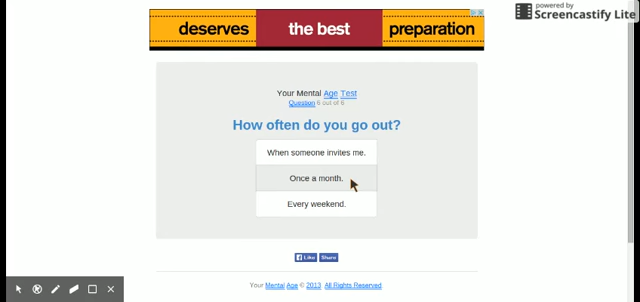 powered by
Screencastify Lite
deserves the best preparation
Your Mental Age Test
Question 6 out of 6
How often do you go out?
When someone invites me.
Once a month.
Every weekend.
Like Share
Your Mental Age © 2013 All Rights Reserved